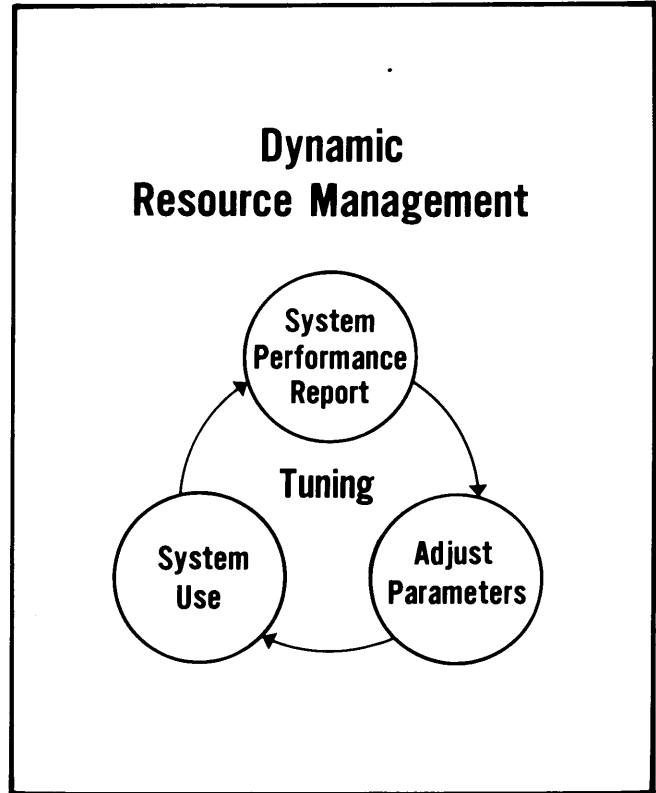 Dynamic
Resource Management
System
Performance
Report
Tuning
System
Use
Adjust
Parameters